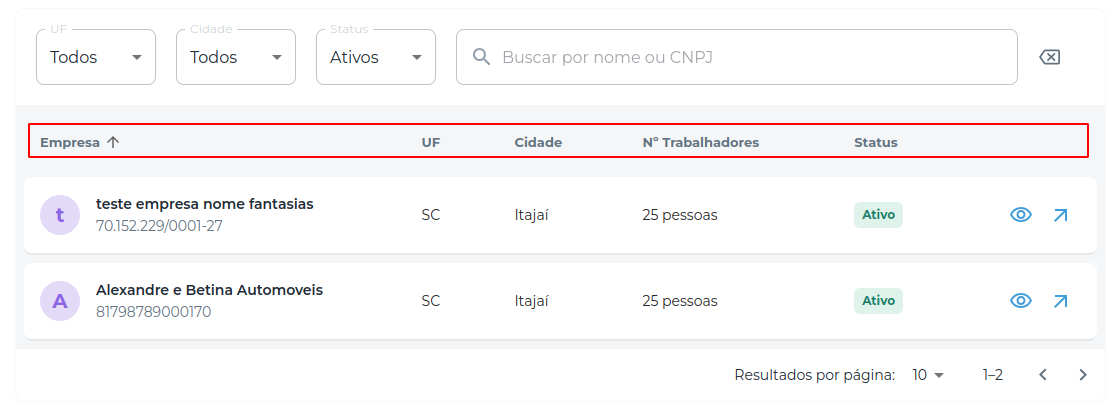 UF
Todos
Cidade
Todos
Status
Ativos
Buscar por nome ou CNPJ
Empresa UF Cidade Nº Trabalhadores Status
t teste empresa nome fantasias
70.152.229/0001-27
SC Itajaí 25 pessoas Ativo
A Alexandre e Betina Automoveis
81798789000170
SC Itajaí 25 pessoas Ativo
Resultados por página: 10 1–2